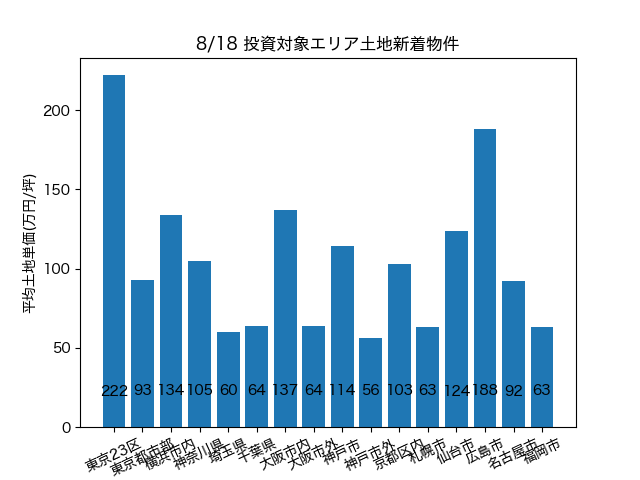 8/18 投資対象エリア土地新着物件
平均土地単価(万円/坪)
200
150
100
50
0
222 93 134 105 60 64 137 64 114 56 103 63 124 188 92 63
東京23区 東京都市部 横浜市内 神奈川県 埼玉県 千葉県 大阪市内 大阪市外 神戸市 神戸市外 京都区内 札幌市 仙台市 広島市 名古屋市 福岡市